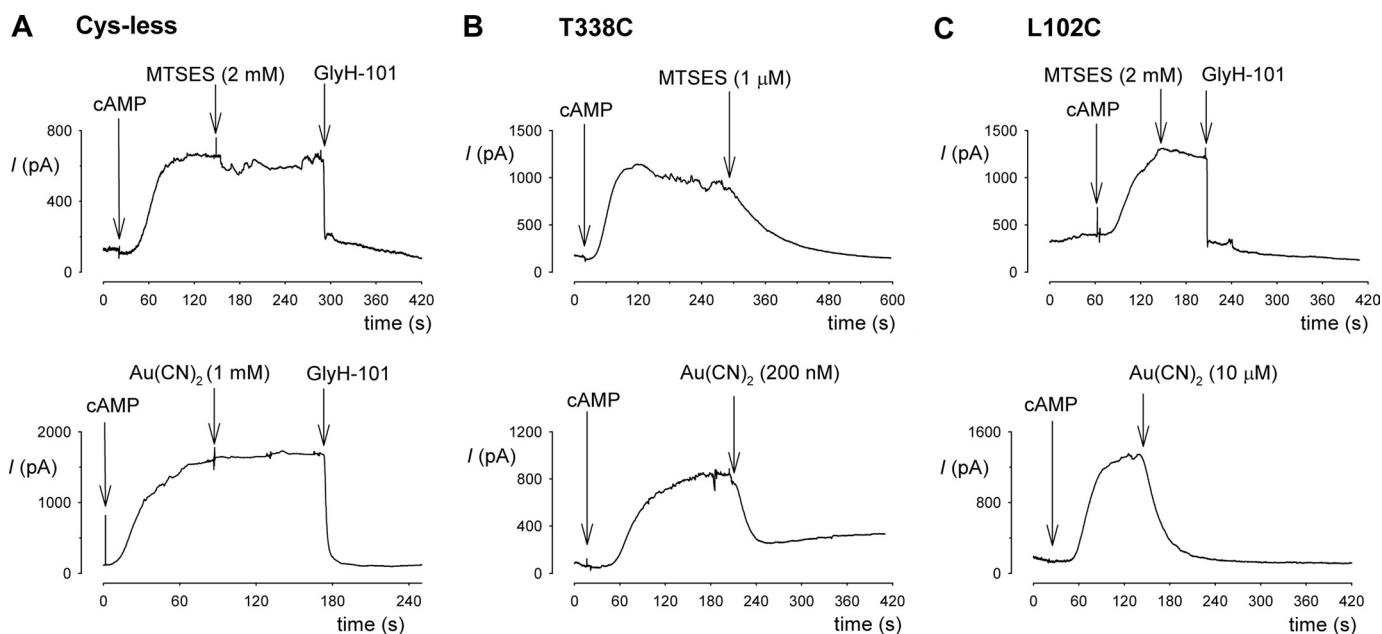 A Cys-less
MTSES (2 mM)
GlyH-101
cAMP
800
I (pA)
400
0
0 60 120 180 240 300 360 420
time (s)
Au(CN)2 (1 mM)
GlyH-101
cAMP
2000
I (pA)
1000
0
0 60 120 180 240
time (s)
B T338C
MTSES (1 µM)
cAMP
1500
I (pA)
1000
500
0
0 120 240 360 480 600
time (s)
Au(CN)2 (200 nM)
cAMP
1200
I (pA)
800
400
0
0 60 120 180 240 300 360 420
time (s)
C L102C
MTSES (2 mM)
GlyH-101
cAMP
1500
I (pA)
1000
500
0
0 60 120 180 240 300 360 420
time (s)
Au(CN)2 (10 µM)
cAMP
1600
I (pA)
800
0
0 60 120 180 240 300 360 420
time (s)